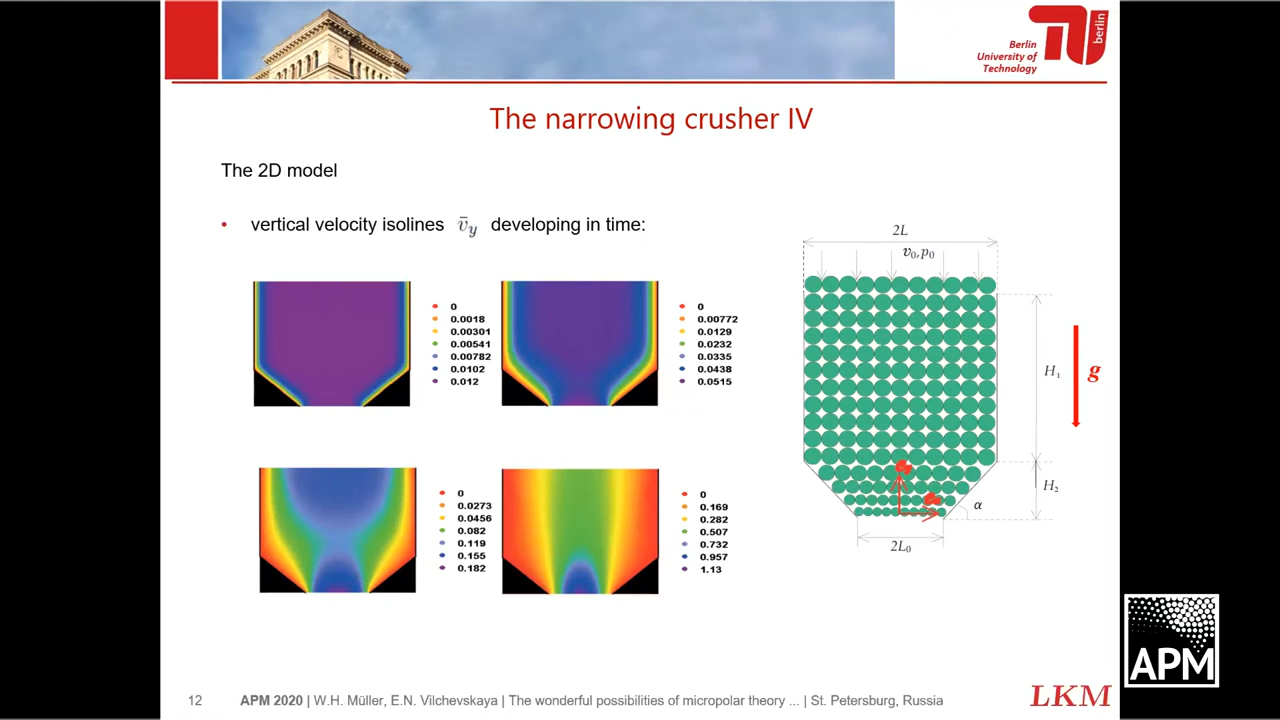 Berlin
University of
Technology
berlin
The narrowing crusher IV
The 2D model
• vertical velocity isolines v̄y developing in time:
0
0.0018
0.00301
0.00541
0.00782
0.0102
0.012
0
0.00772
0.0129
0.0232
0.0335
0.0438
0.0515
0
0.0273
0.0456
0.082
0.119
0.155
0.182
0
0.169
0.282
0.507
0.732
0.957
1.13
2L
v₀, p₀
H₁
g
H₂
α
2L₀
12 APM 2020 | W.H. Müller, E.N. Vilchevskaya | The wonderful possibilities of micropolar theory ... | St. Petersburg, Russia
LKM
APM